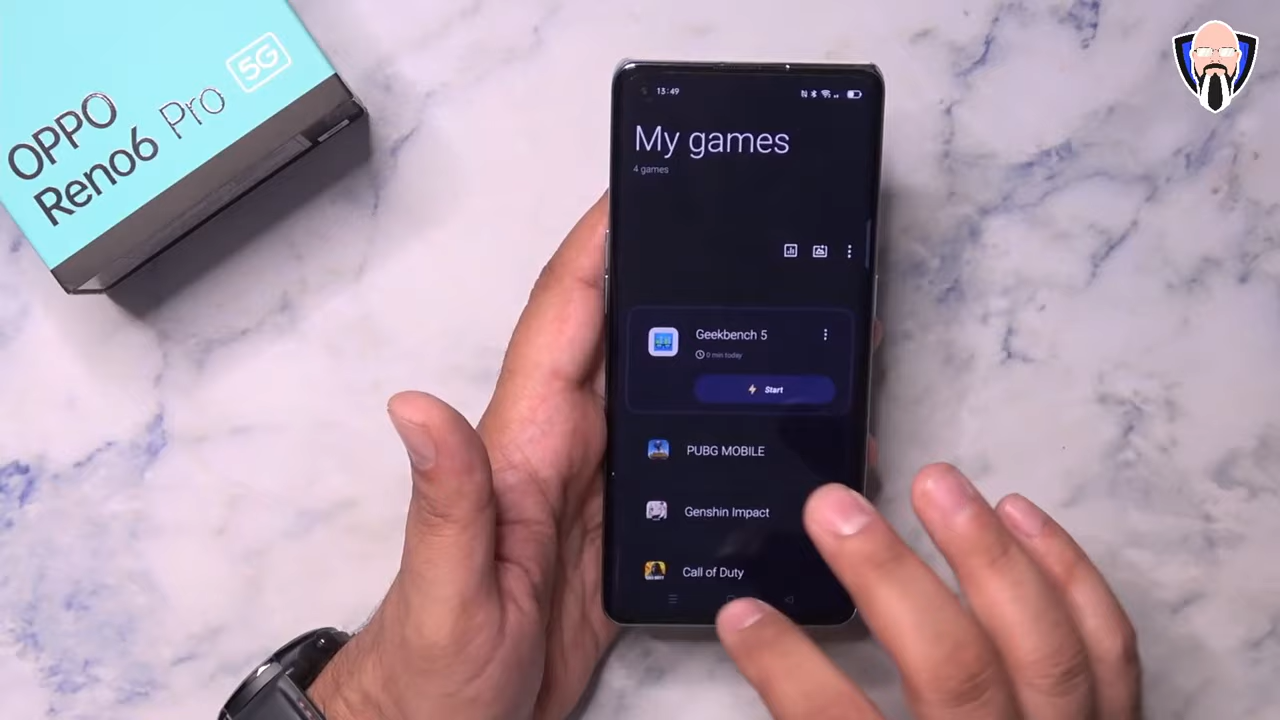 OPPO
Reno6 Pro 5G
13:49
My games
4 games
Geekbench 5
0 min today
Start
PUBG MOBILE
Genshin Impact
Call of Duty